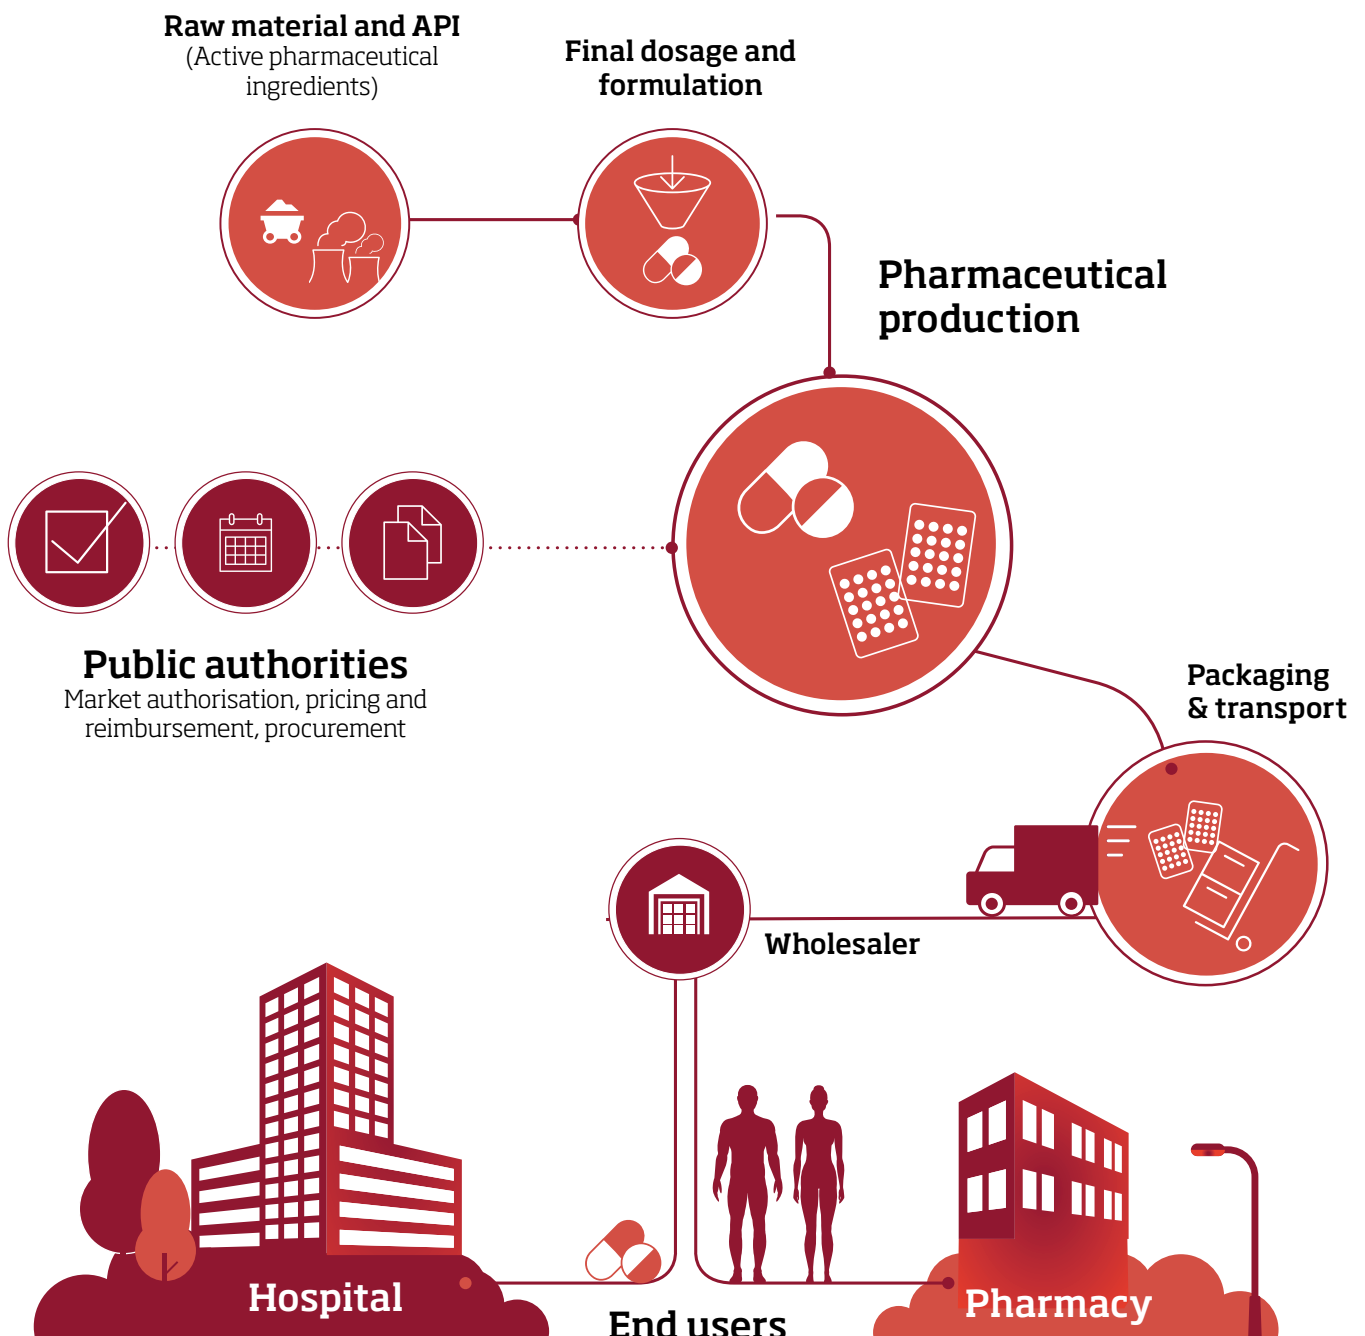 Raw material and API
(Active pharmaceutical
ingredients)
Final dosage and
formulation
Pharmaceutical
production
Public authorities
Market authorisation, pricing and
reimbursement, procurement
Packaging
& transport
Wholesaler
Hospital
End users
Pharmacy